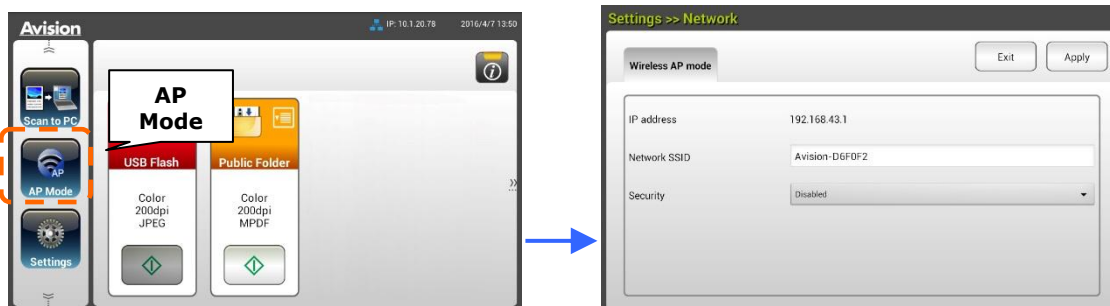 Avision
IP: 10.1.20.78
2016/4/7 13:50
Scan to PC
AP
AP Mode
Settings
AP
Mode
USB Flash
Color
200dpi
JPEG
Public Folder
Color
200dpi
MPDF
Settings >> Network
Wireless AP mode
Exit
Apply
IP address
192.168.43.1
Network SSID
Avision-D6F0F2
Security
Disabled